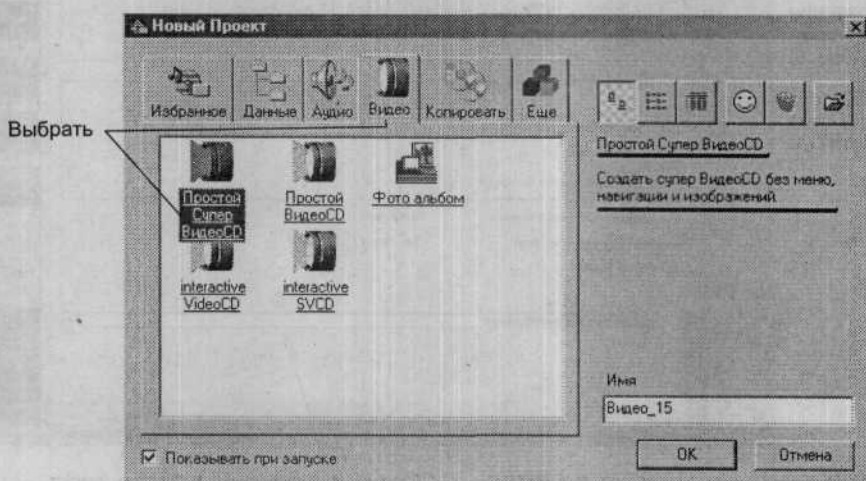 Новый Проект
Избранное
Данные
Аудио
Видео
Копировать
Еще
Выбрать
Простой
Супер
ВидеоCD
Простой
ВидеоCD
Фото альбом
interactive
VideoCD
interactive
SVCD
Простой Супер ВидеоCD
Создать супер ВидеоCD без меню,
навигации и изображений
Имя
Видео_15
Показывать при запуске
OK
Отмена